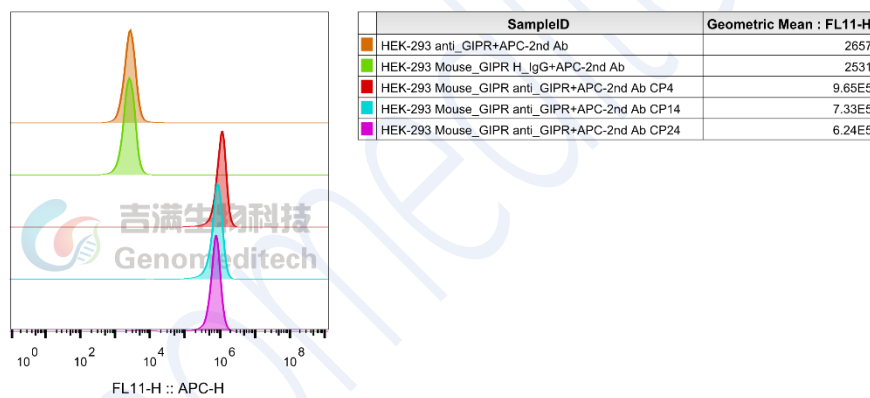 SampleID Geometric Mean : FL11-H
HEK-293 anti_GIPR+APC-2nd Ab 2657
HEK-293 Mouse_GIPR H_IgG+APC-2nd Ab 2531
HEK-293 Mouse_GIPR anti_GIPR+APC-2nd Ab CP4 9.65E5
HEK-293 Mouse_GIPR anti_GIPR+APC-2nd Ab CP14 7.33E5
HEK-293 Mouse_GIPR anti_GIPR+APC-2nd Ab CP24 6.24E5
吉满生物科技
Genomeditech
10^0 10^2 10^4 10^6 10^8
FL11-H :: APC-H